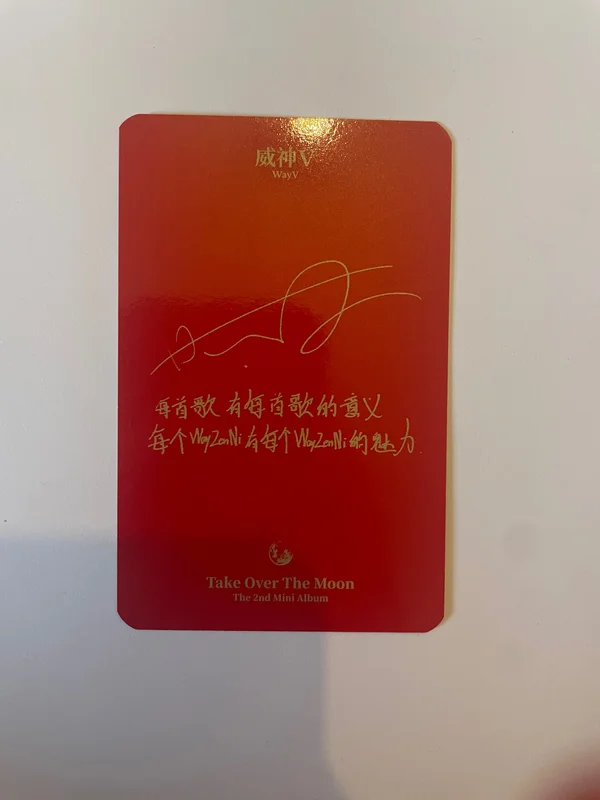 威神V
WayV
每首歌 有每首歌的意义
每个WayZenNi有每个WayZenNi的魅力
Take Over The Moon
The 2nd Mini Album